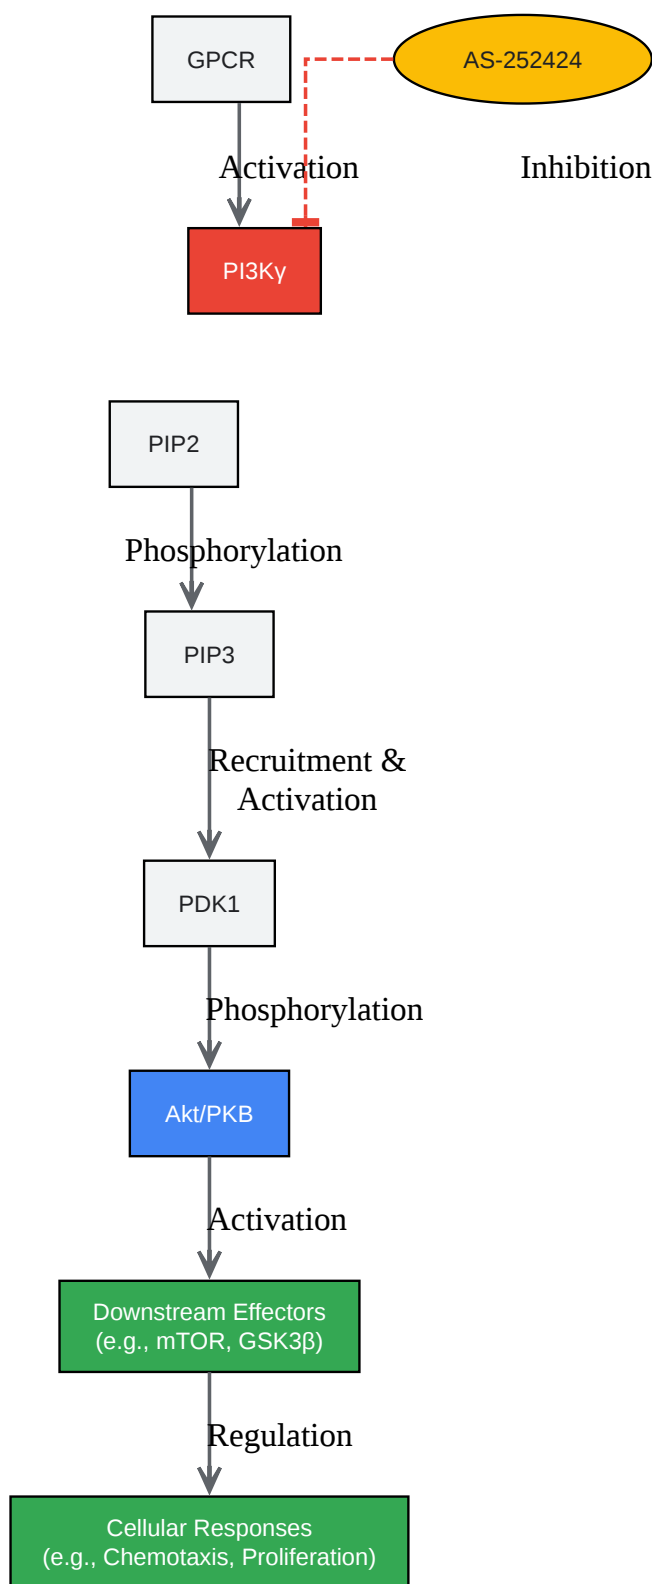 GPCR
AS-252424
Activation
Inhibition
PI3Kγ
PIP2
Phosphorylation
PIP3
Recruitment &
Activation
PDK1
Phosphorylation
Akt/PKB
Activation
Downstream Effectors
(e.g., mTOR, GSK3β)
Regulation
Cellular Responses
(e.g., Chemotaxis, Proliferation)